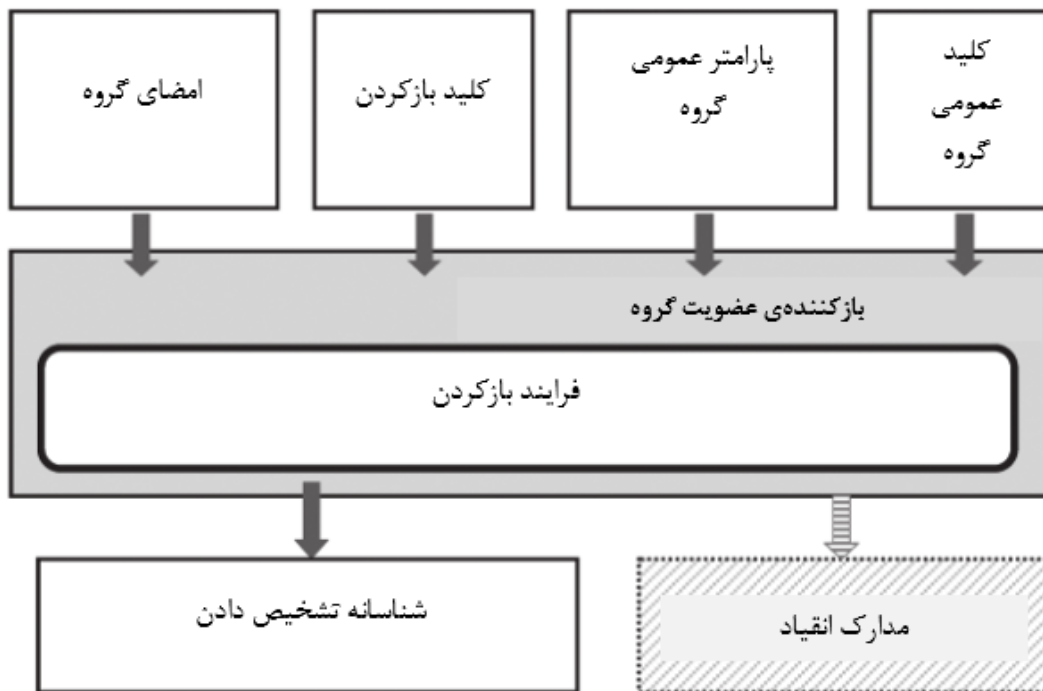 کلید
عمومی
گروه
پارامتر عمومی
گروه
کلید بازکردن
امضای گروه
بازکننده‌ی عضویت گروه
فرایند بازکردن
مدارک انقیاد
شناسانه تشخیص دادن